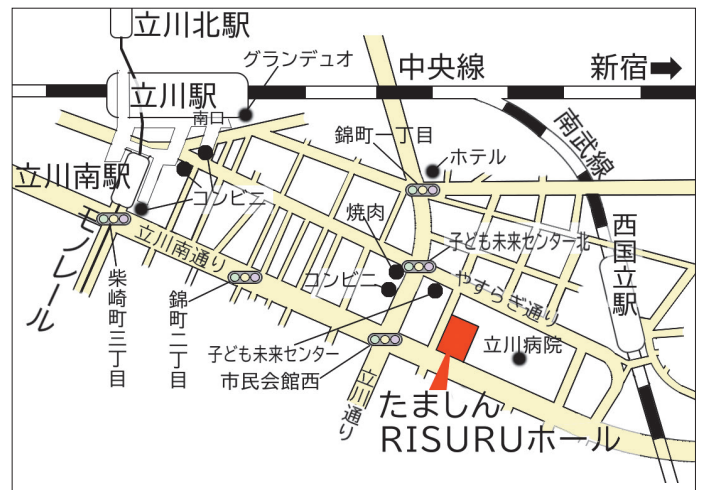 立川北駅
グランデュオ
中央線
新宿
立川駅
南口
南武線
錦町一丁目
ホテル
立川南駅
コンビニ
焼肉
西国立駅
モノレール
立川南通り
子ども未来センター北
コンビニ
やすらぎ通り
柴崎町三丁目
錦町二丁目
子ども未来センター
立川病院
市民会館西
立川通り
たましん
RISURUホール